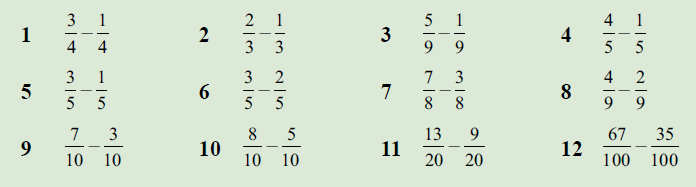 1 3/4 − 1/4 2 2/3 − 1/3 3 5/9 − 1/9 4 4/5 − 1/5
5 3/5 − 1/5 6 3/5 − 2/5 7 7/8 − 3/8 8 4/9 − 2/9
9 7/10 − 3/10 10 8/10 − 5/10 11 13/20 − 9/20 12 67/100 − 35/100